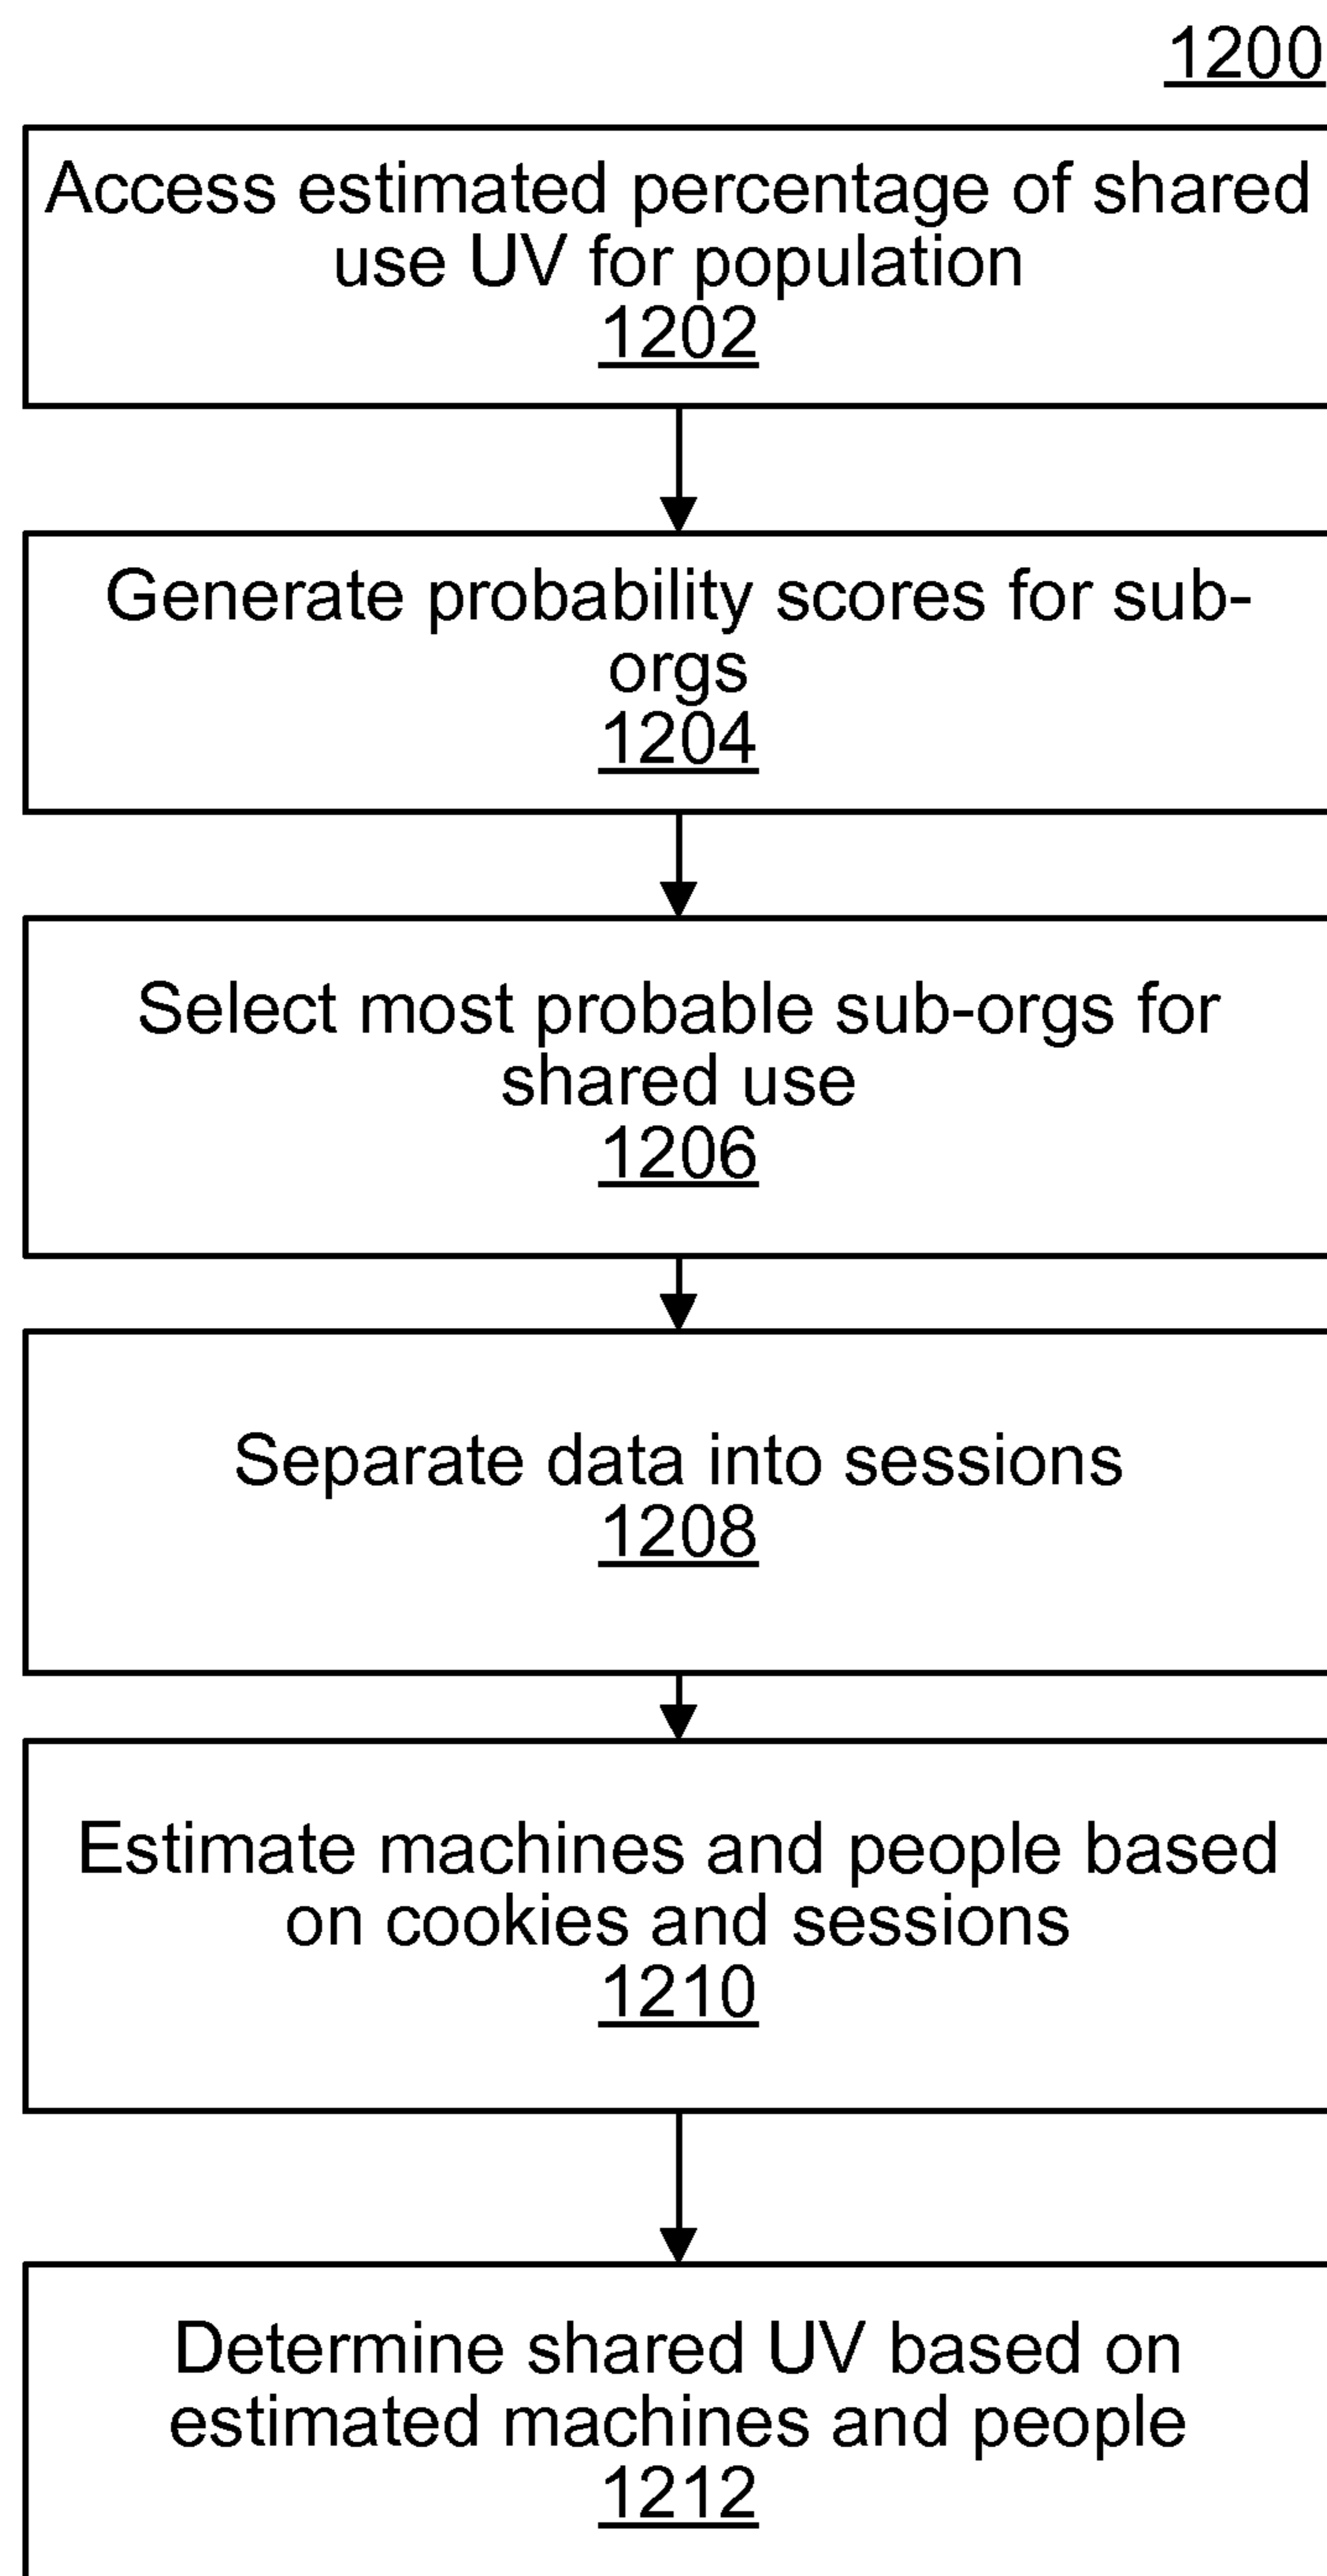 1200
Access estimated percentage of shared
use UV for population
1202
Generate probability scores for sub-
orgs
1204
Select most probable sub-orgs for
shared use
1206
Separate data into sessions
1208
Estimate machines and people based
on cookies and sessions
1210
Determine shared UV based on
estimated machines and people
1212